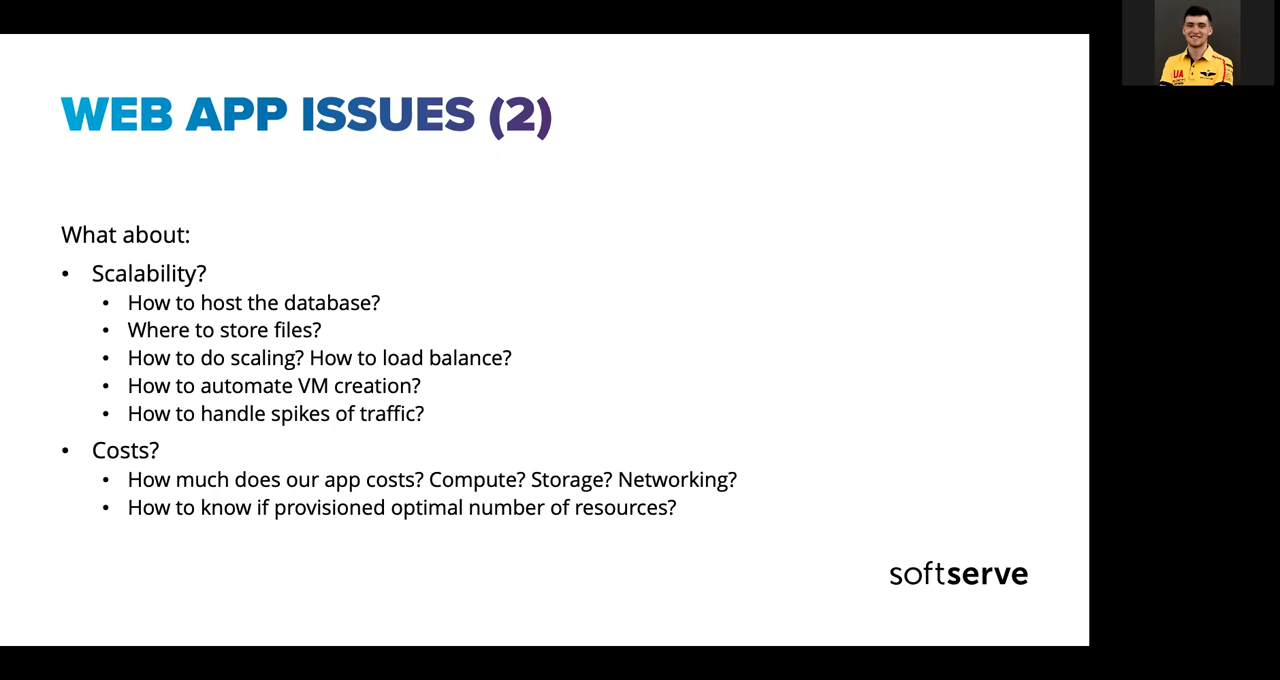 WEB APP ISSUES (2)
What about:
• Scalability?
• How to host the database?
• Where to store files?
• How to do scaling? How to load balance?
• How to automate VM creation?
• How to handle spikes of traffic?
• Costs?
• How much does our app costs? Compute? Storage? Networking?
• How to know if provisioned optimal number of resources?
softserve
UA